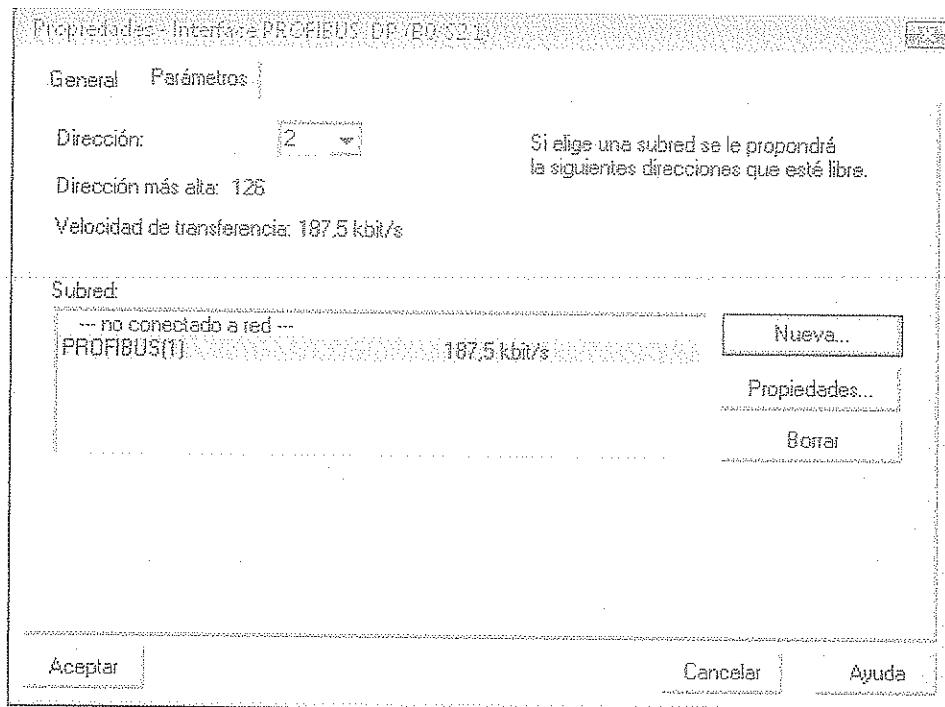 Propiedades - Interface PROFIBUS DP (R0/S2.1)
General Parámetros
Dirección: 2
Si elige una subred se le propondrá
la siguientes direcciones que esté libre.
Dirección más alta: 126
Velocidad de transferencia: 187,5 kbit/s
Subred:
--- no conectado a red ---
PROFIBUS(1) 187,5 kbit/s
Nueva...
Propiedades...
Borrar
Aceptar
Cancelar
Ayuda